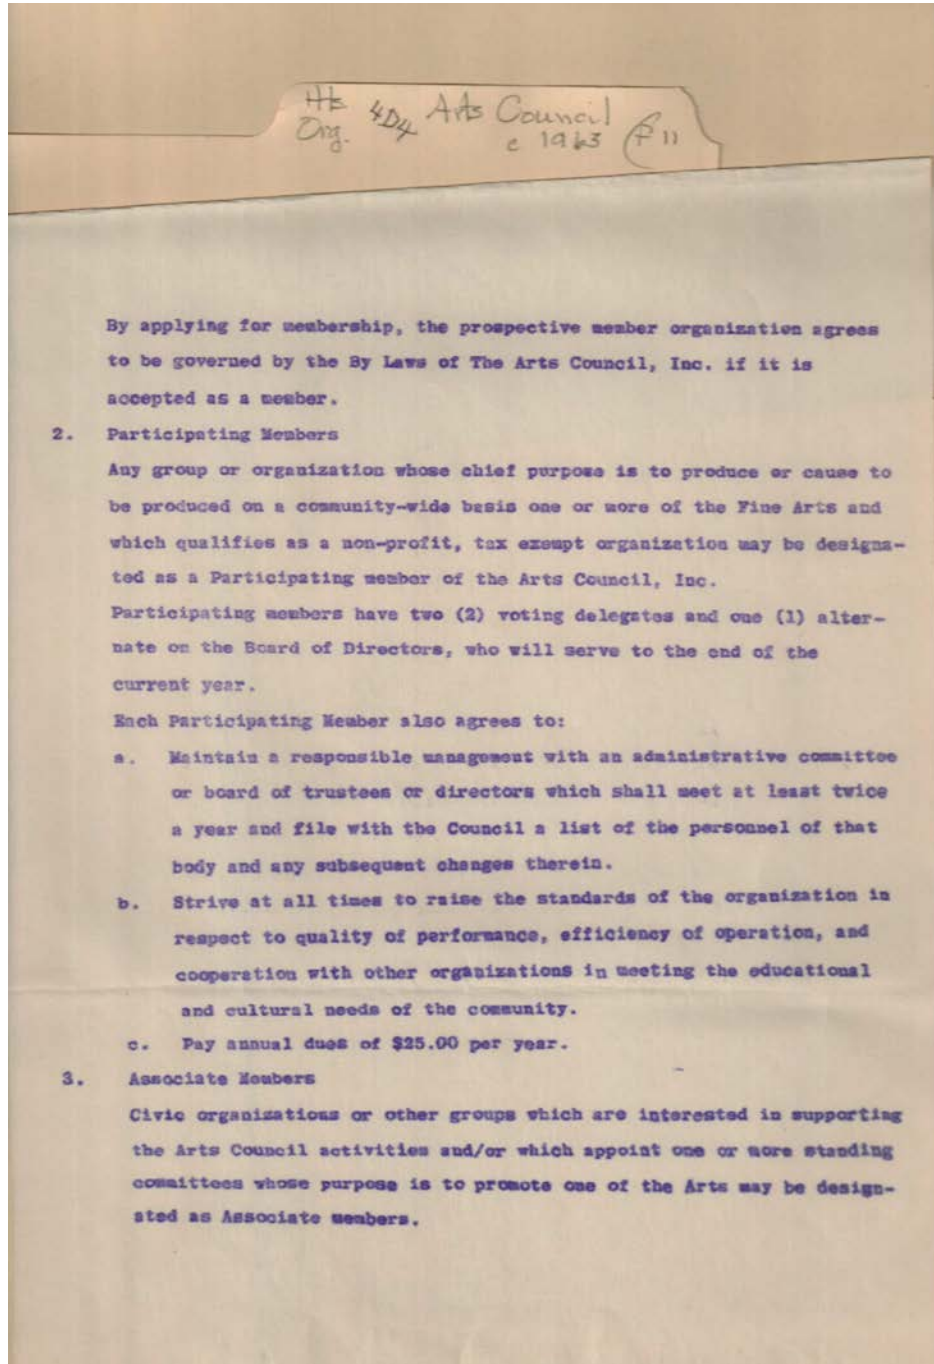 Hts 4D4 Arts Council
Org. c 1963 F 11
By applying for membership, the prospective member organization agrees
to be governed by the By Laws of The Arts Council, Inc. if it is
accepted as a member.
2. Participating Members
Any group or organization whose chief purpose is to produce or cause to
be produced on a community-wide basis one or more of the Fine Arts and
which qualifies as a non-profit, tax exempt organization may be designa-
ted as a Participating member of the Arts Council, Inc.
Participating members have two (2) voting delegates and one (1) alter-
nate on the Board of Directors, who will serve to the end of the
current year.
Each Participating Member also agrees to:
a. Maintain a responsible management with an administrative committee
or board of trustees or directors which shall meet at least twice
a year and file with the Council a list of the personnel of that
body and any subsequent changes therein.
b. Strive at all times to raise the standards of the organization in
respect to quality of performance, efficiency of operation, and
cooperation with other organizations in meeting the educational
and cultural needs of the community.
c. Pay annual dues of $25.00 per year.
3. Associate Members
Civic organizations or other groups which are interested in supporting
the Arts Council activities and/or which appoint one or more standing
committees whose purpose is to promote one of the Arts may be design-
ated as Associate members.